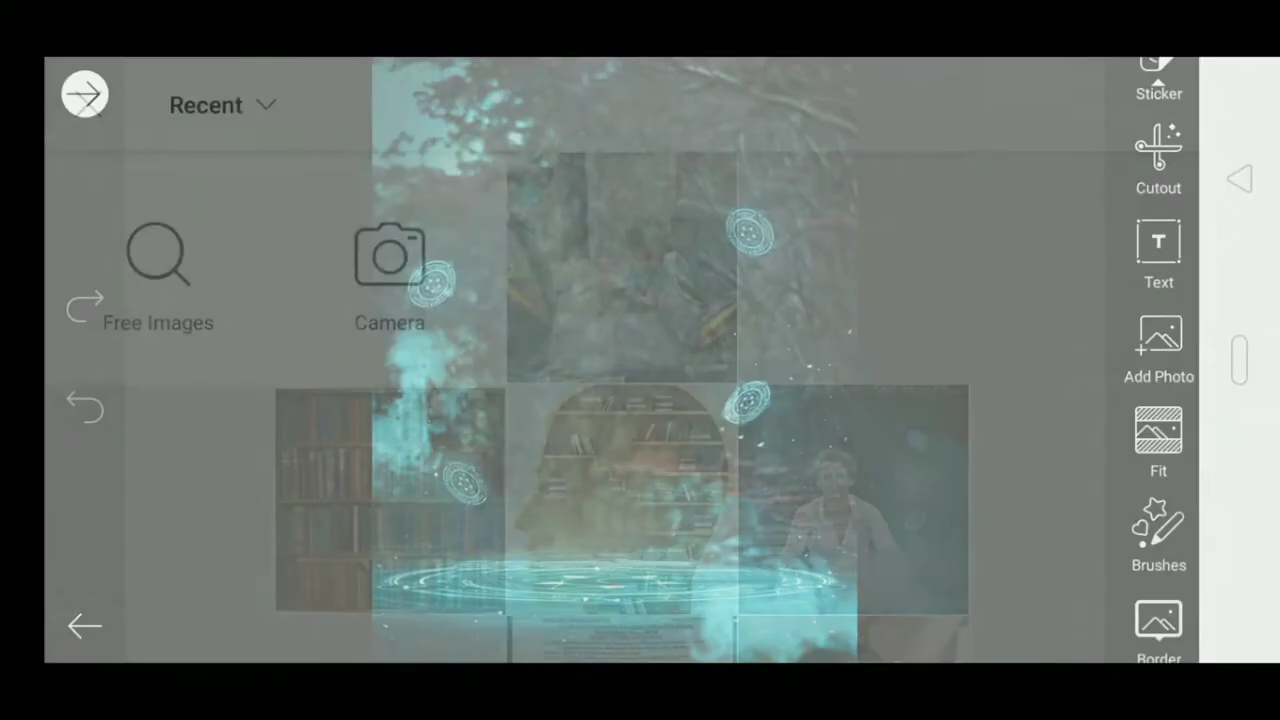 Recent
Free Images
Camera
Sticker
Cutout
Text
Add Photo
Fit
Brushes
Border